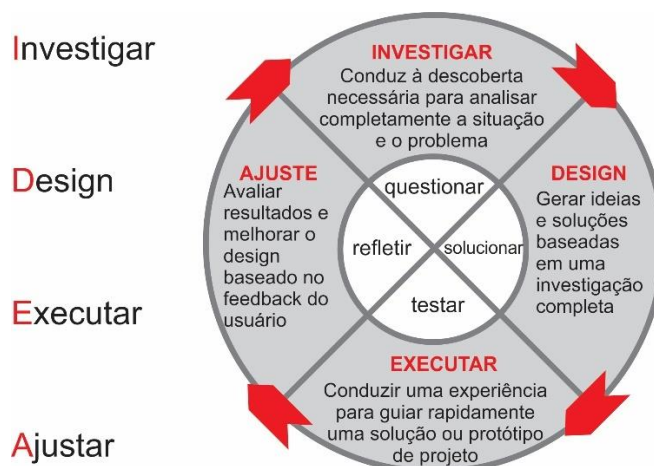 Investigar
Design
Executar
Ajustar
INVESTIGAR
Conduz à descoberta
necessária para analisar
completamente a situação
e o problema
AJUSTE
Avaliar
resultados e
melhorar o
design
baseado no
feedback do
usuário
questionar
refletir
solucionar
testar
DESIGN
Gerar ideias
e soluções
baseadas
em uma
investigação
completa
EXECUTAR
Conduzir uma experiência
para guiar rapidamente
uma solução ou protótipo
de projeto